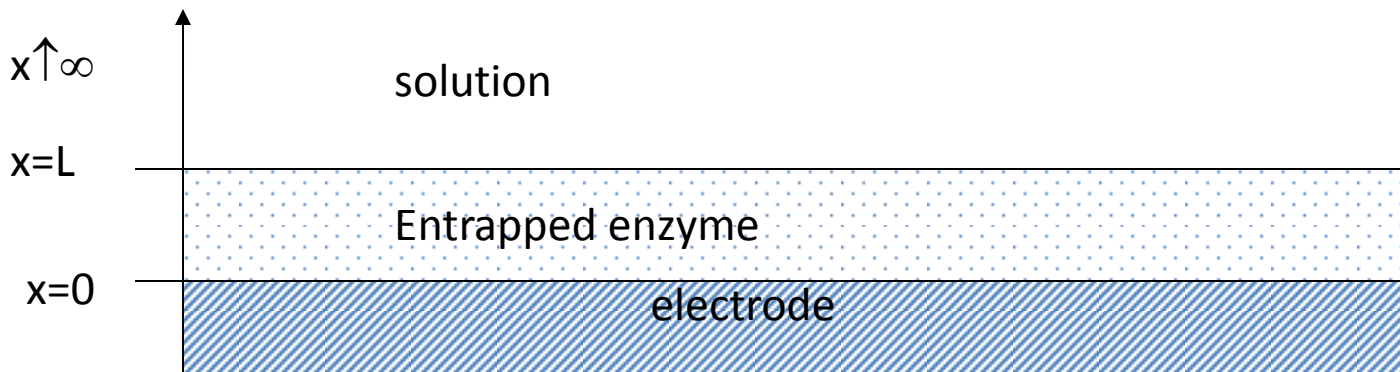 x↑∞
solution
x=L
Entrapped enzyme
x=0
electrode